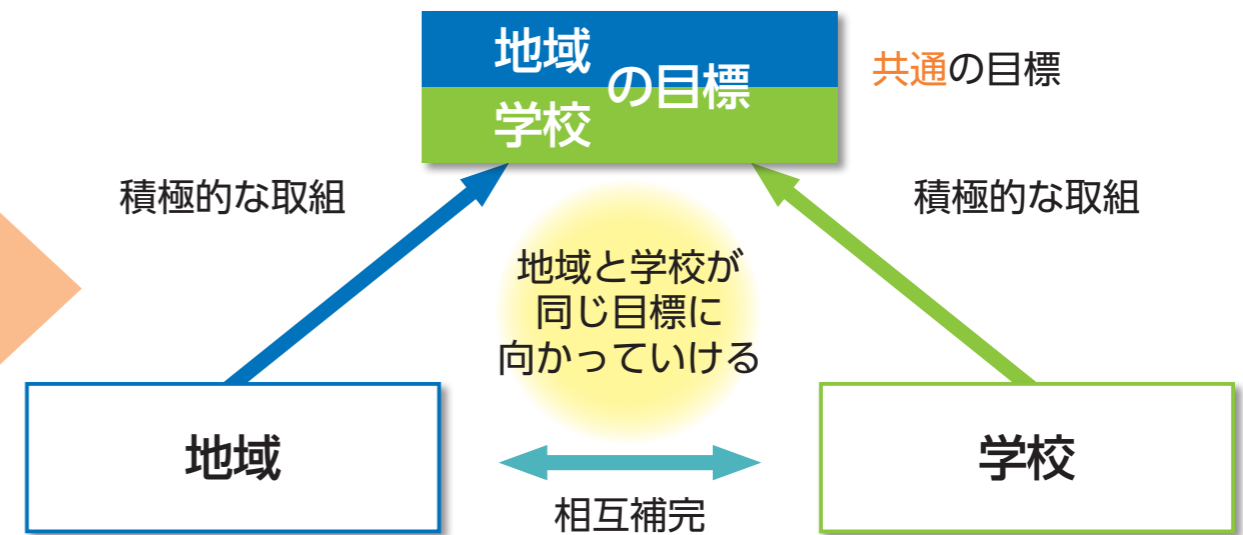 地域
学校
の目標
共通の目標
積極的な取組
積極的な取組
地域と学校が
同じ目標に
向かっていける
地域
学校
相互補完